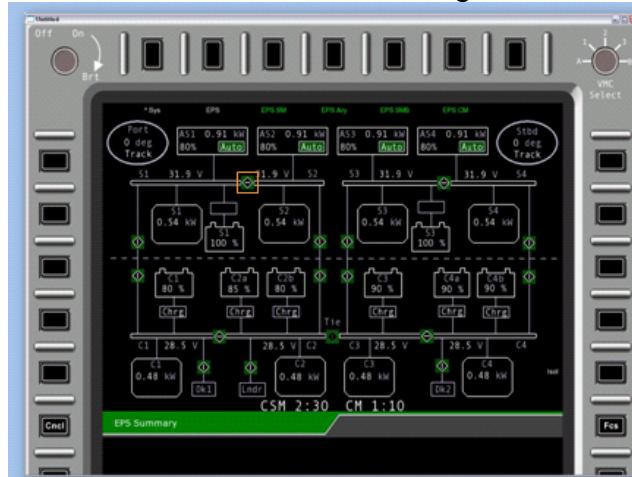 Untitled
Off On
Brt
1 2 3
A B
VMC
Select
*Sys EPS EPS.SM EPS.Ary EPS.SMB EPS.CM
Port
0 deg
Track
AS1 0.91 kW
80% Auto
AS2 0.91 kW
80% Auto
AS3 0.91 kW
80% Auto
AS4 0.91 kW
80% Auto
Stbd
0 deg
Track
S1 31.9 V 31.9 V S2 S3 31.9 V 31.9 V S4
S1
0.54 kW
S1
100 %
S2
0.54 kW
S3
0.54 kW
S3
100 %
S4
0.54 kW
C1
80 %
C2a
85 %
C2b
80 %
C3
90 %
C4a
90 %
C4b
90 %
Chrg Chrg Chrg Chrg Chrg Chrg
Tie
C1 28.5 V 28.5 V C2 C3 28.5 V 28.5 V C4
C1
0.48 kW
Dk1 Lndr
C2
0.48 kW
C3
0.48 kW
Dk2
C4
0.48 kW
CSM 2:30 CM 1:10
EPS Summary
Cncl Fcs